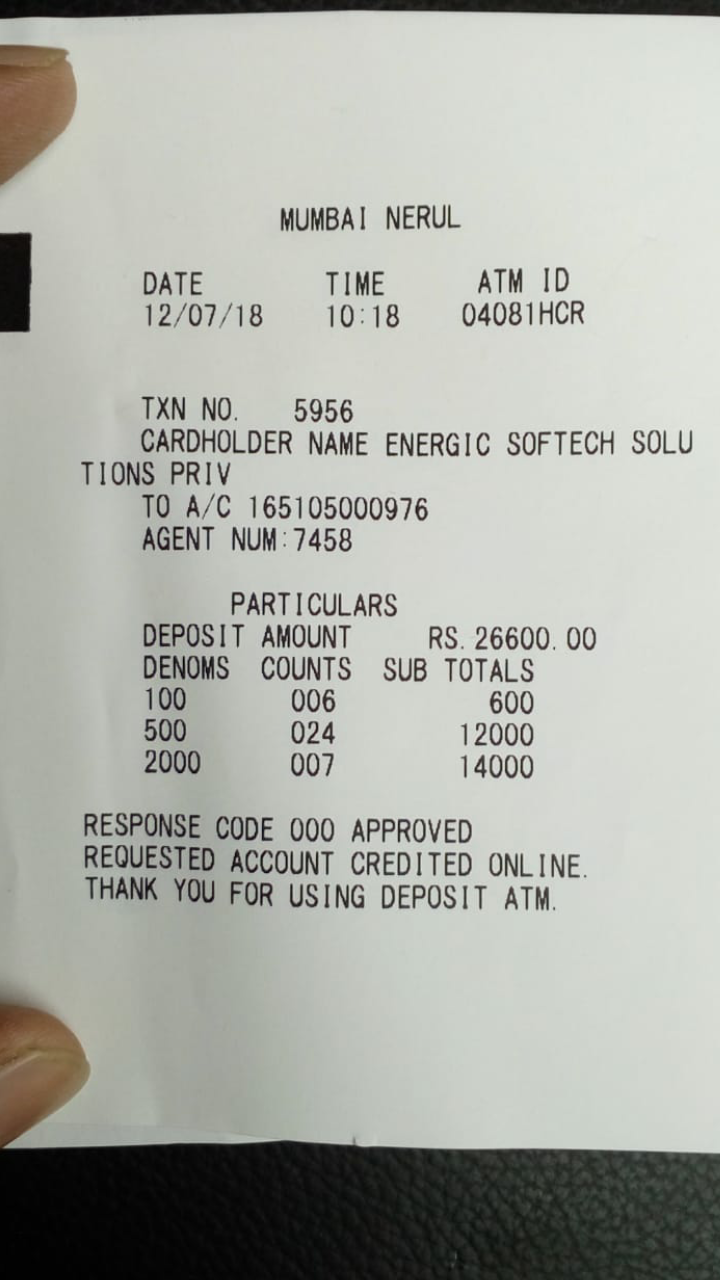 MUMBAI NERUL
DATE TIME ATM ID
12/07/18 10:18 04081HCR
TXN NO. 5956
CARDHOLDER NAME ENERGIC SOFTECH SOLU
TIONS PRIV
TO A/C 165105000976
AGENT NUM:7458
PARTICULARS
DEPOSIT AMOUNT RS.26600.00
DENOMS COUNTS SUB TOTALS
100 006 600
500 024 12000
2000 007 14000
RESPONSE CODE 000 APPROVED
REQUESTED ACCOUNT CREDITED ONLINE.
THANK YOU FOR USING DEPOSIT ATM.